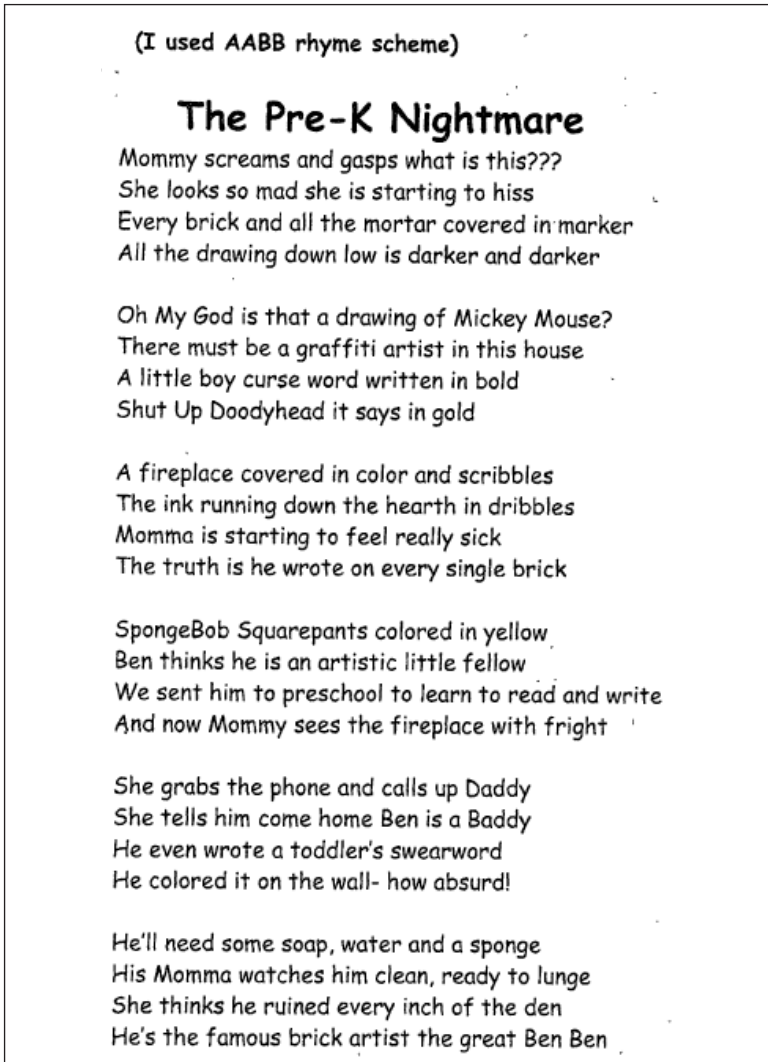 (I used AABB rhyme scheme)
The Pre-K Nightmare
Mommy screams and gasps what is this???
She looks so mad she is starting to hiss
Every brick and all the mortar covered in marker
All the drawing down low is darker and darker
Oh My God is that a drawing of Mickey Mouse?
There must be a graffiti artist in this house
A little boy curse word written in bold
Shut Up Doodyhead it says in gold
A fireplace covered in color and scribbles
The ink running down the hearth in dribbles
Momma is starting to feel really sick
The truth is he wrote on every single brick
SpongeBob Squarepants colored in yellow
Ben thinks he is an artistic little fellow
We sent him to preschool to learn to read and write
And now Mommy sees the fireplace with fright
She grabs the phone and calls up Daddy
She tells him come home Ben is a Baddy
He even wrote a toddler's swearword
He colored it on the wall- how absurd!
He'll need some soap, water and a sponge
His Momma watches him clean, ready to lunge
She thinks he ruined every inch of the den
He's the famous brick artist the great Ben Ben